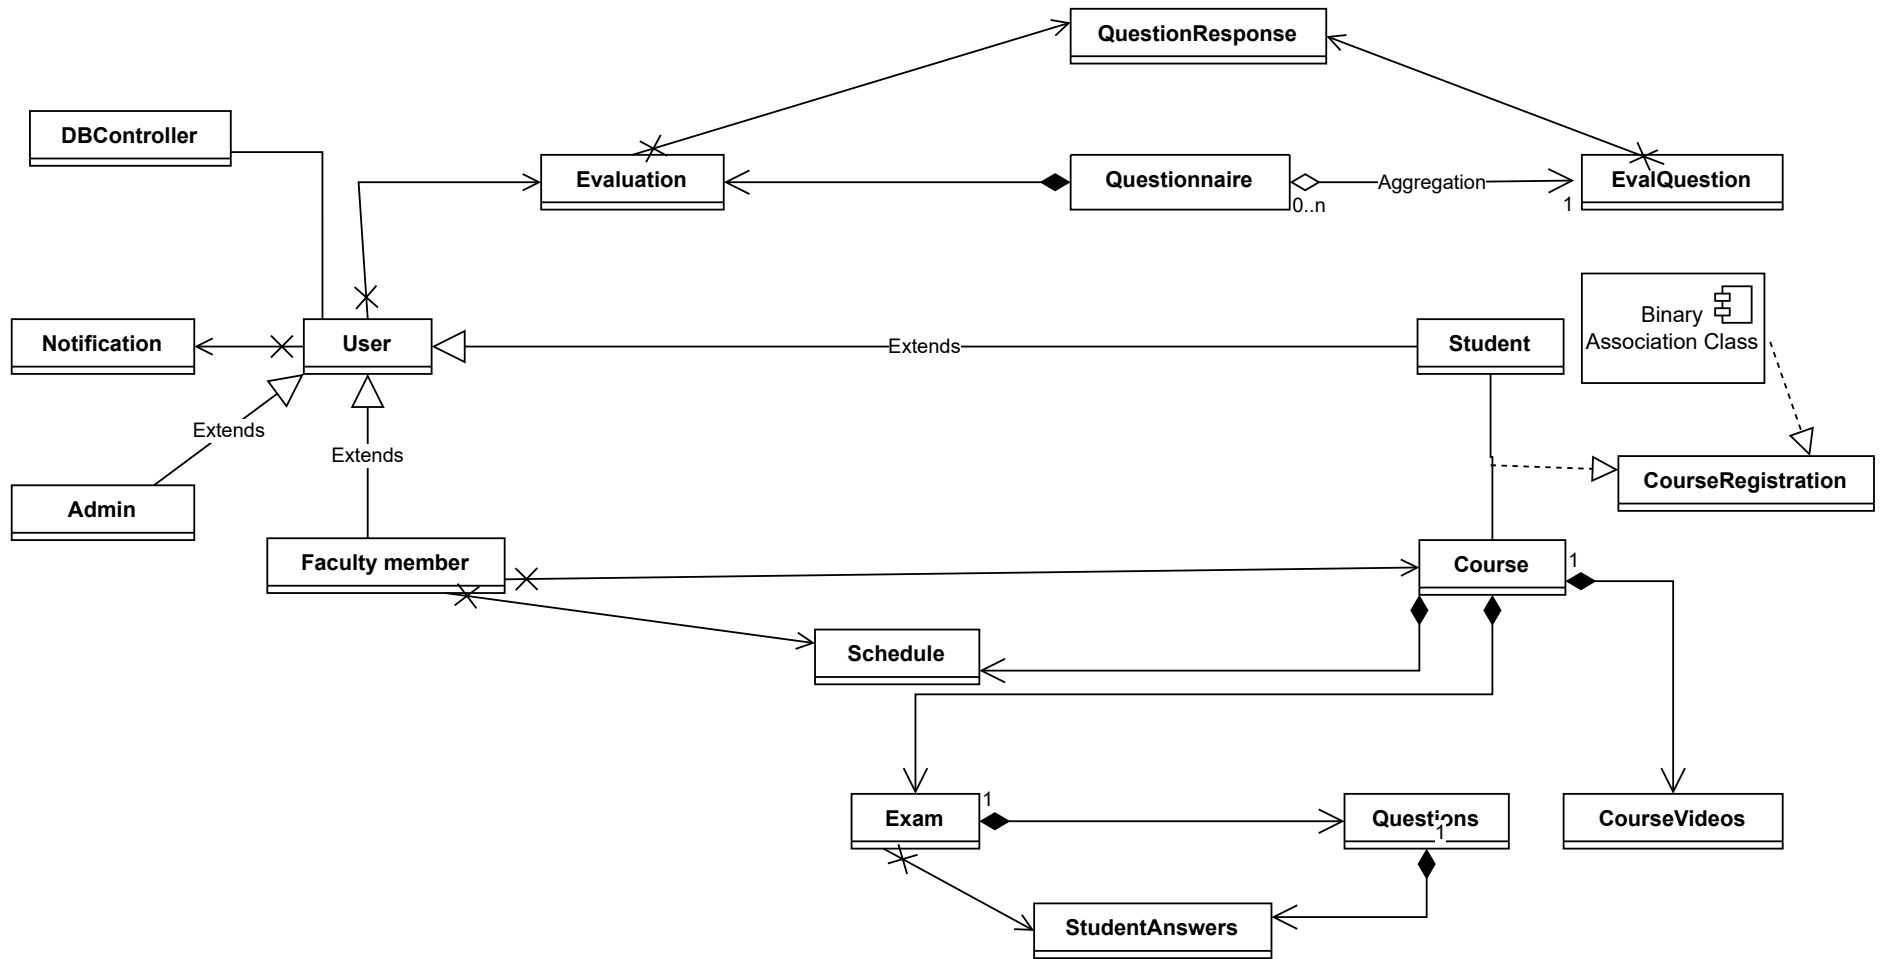 QuestionResponse
DBController
Evaluation
Questionnaire
Aggregation
EvalQuestion
0..n
1
Binary
Association Class
Notification
User
Extends
Student
Extends
Extends
CourseRegistration
Admin
Faculty member
Course
1
Schedule
Exam
1
Questions
1
CourseVideos
StudentAnswers